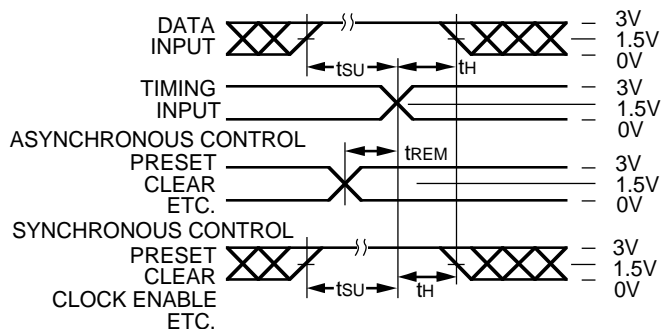 DATA
INPUT
3V
1.5V
0V
tSU
tH
TIMING
INPUT
3V
1.5V
0V
ASYNCHRONOUS CONTROL
PRESET
CLEAR
ETC.
tREM
3V
1.5V
0V
SYNCHRONOUS CONTROL
PRESET
CLEAR
CLOCK ENABLE
ETC.
3V
1.5V
0V
tSU
tH